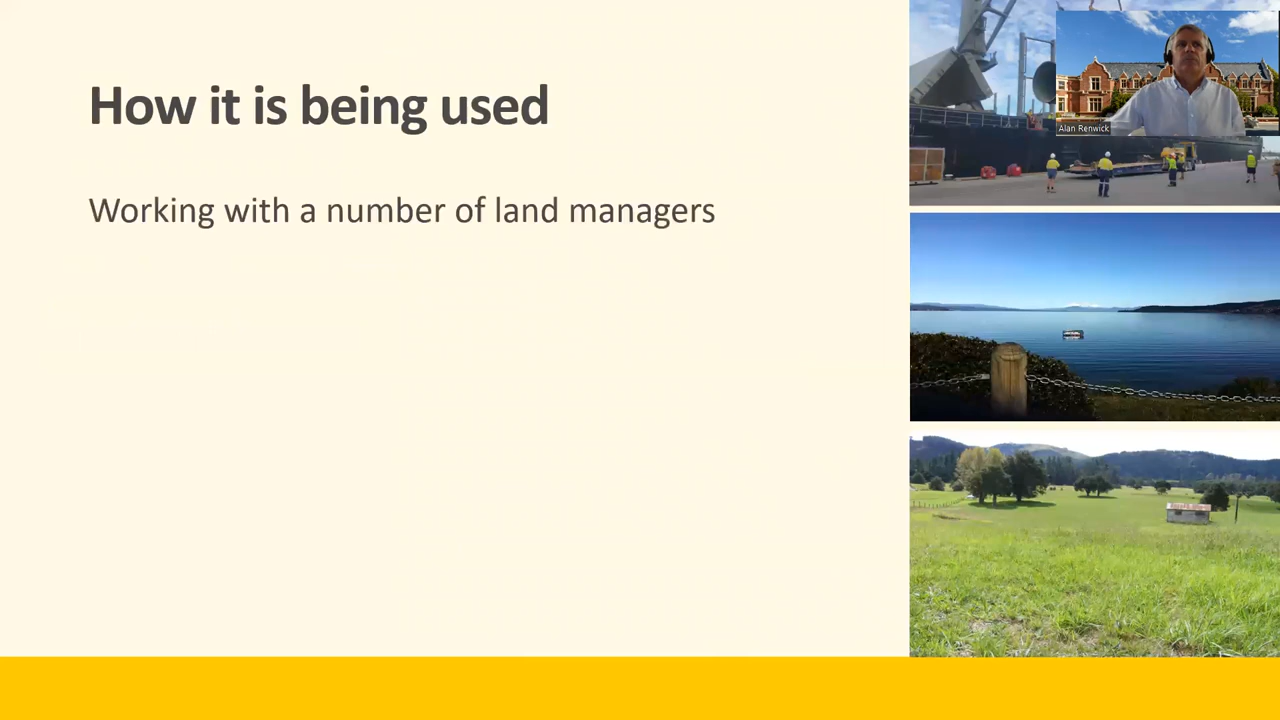 How it is being used
Working with a number of land managers
Alan Renwick